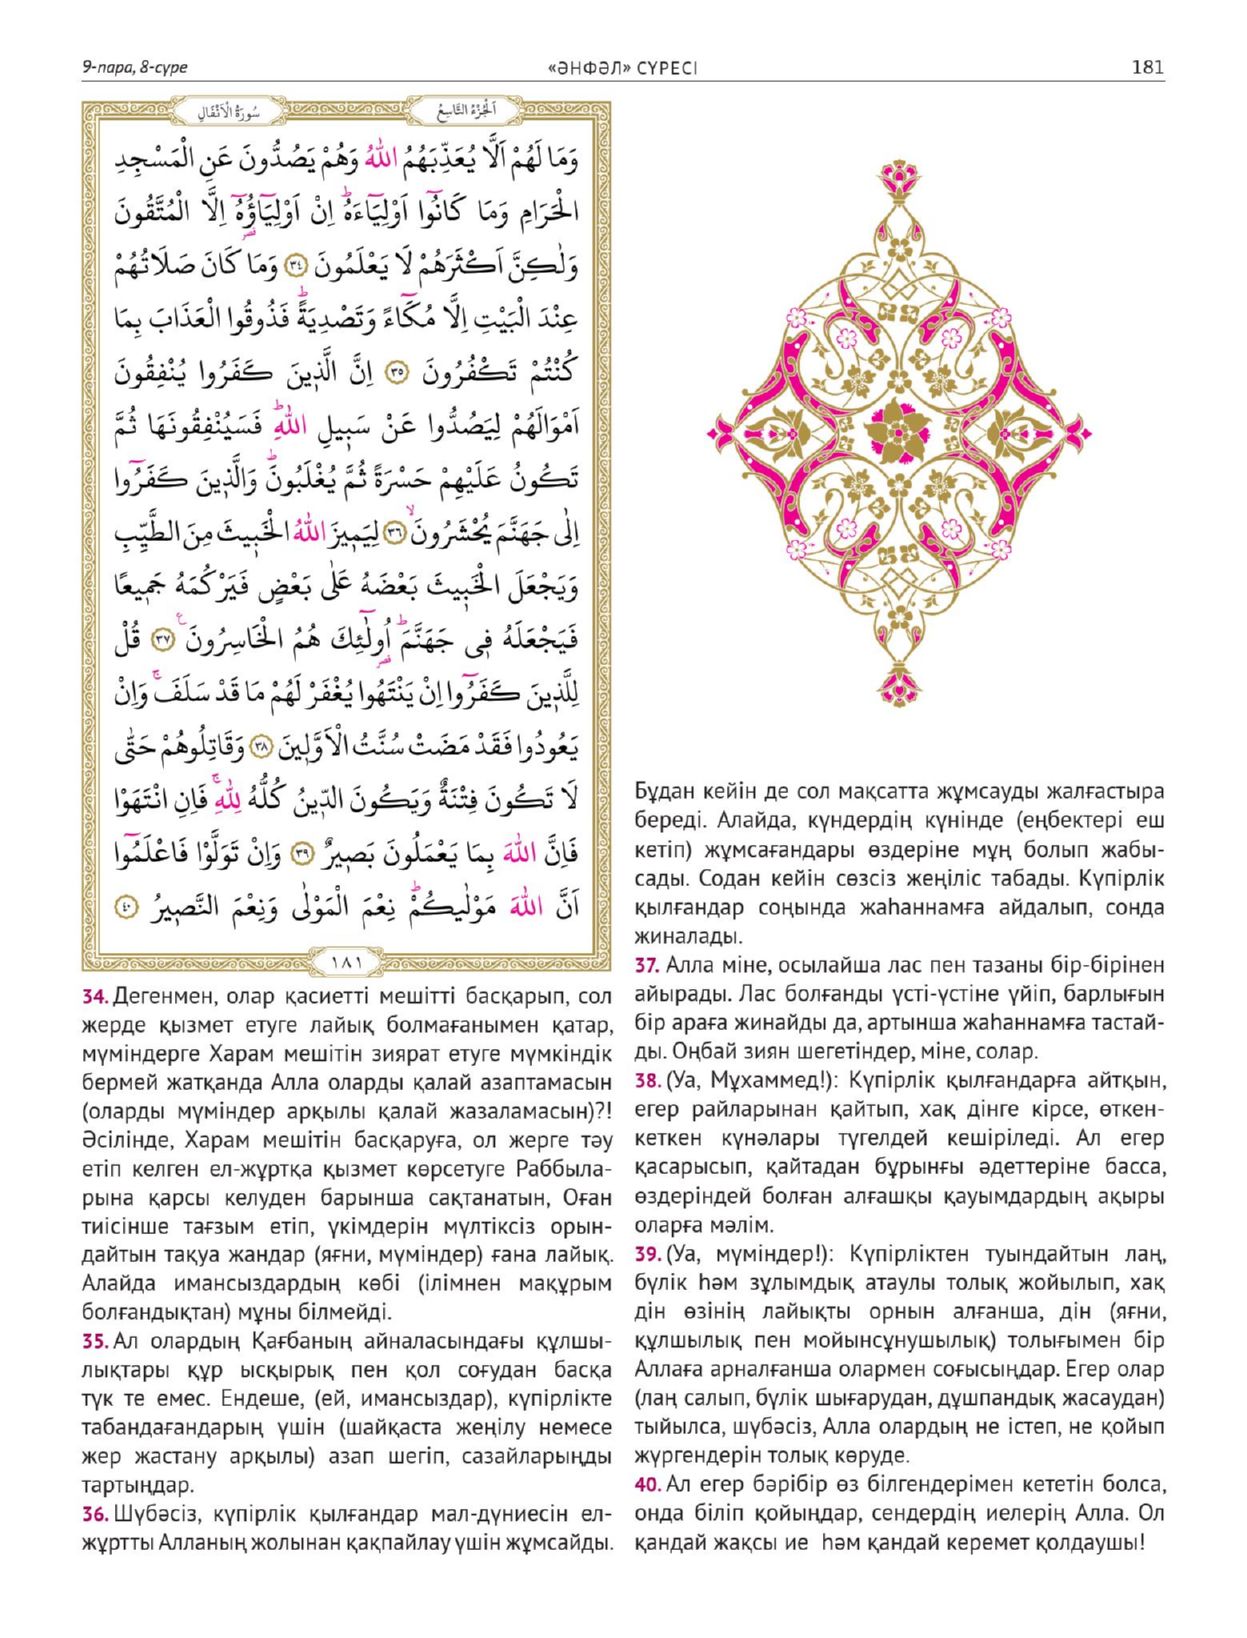 9-пара, 8-сүре
«ӘНФӘЛ» СҮРЕСІ
181
سُورَةُ الْاَنْفَالِ
اَلْجُزْءُ التَّاسِعُ
وَمَا لَهُمْ اَلَّا يُعَذِّبَهُمُ اللّٰهُ وَهُمْ يَصُدُّونَ عَنِ الْمَسْجِدِ
الْحَرَامِ وَمَا كَانُٓوا اَوْلِيَٓاءَهُۜ اِنْ اَوْلِيَٓاؤُ۬هُٓ اِلَّا الْمُتَّقُونَ
وَلٰكِنَّ اَكْثَرَهُمْ لَا يَعْلَمُونَ ﴿٣٤﴾ وَمَا كَانَ صَلَاتُهُمْ
عِنْدَ الْبَيْتِ اِلَّا مُكَٓاءً وَتَصْدِيَةًۜ فَذُوقُوا الْعَذَابَ بِمَا
كُنْتُمْ تَكْفُرُونَ ﴿٣٥﴾ اِنَّ الَّذ۪ينَ كَفَرُوا يُنْفِقُونَ
اَمْوَالَهُمْ لِيَصُدُّوا عَنْ سَب۪يلِ اللّٰهِۜ فَسَيُنْفِقُونَهَا ثُمَّ
تَكُونُ عَلَيْهِمْ حَسْرَةً ثُمَّ يُغْلَبُونَۜ وَالَّذ۪ينَ كَفَرُٓوا
اِلٰى جَهَنَّمَ يُحْشَرُونَۙ ﴿٣٦﴾ لِيَم۪يزَ اللّٰهُ الْخَب۪يثَ مِنَ الطَّيِّبِ
وَيَجْعَلَ الْخَب۪يثَ بَعْضَهُ عَلٰى بَعْضٍ فَيَرْكُمَهُ جَم۪يعًا
فَيَجْعَلَهُ ف۪ى جَهَنَّمَۜ اُو۬لٰٓئِكَ هُمُ الْخَاسِرُونَ۟ ﴿٣٧﴾ قُلْ
لِلَّذ۪ينَ كَفَرُٓوا اِنْ يَنْتَهُوا يُغْفَرْ لَهُمْ مَا قَدْ سَلَفَۚ وَاِنْ
يَعُودُوا فَقَدْ مَضَتْ سُنَّتُ الْاَوَّل۪ينَ ﴿٣٨﴾ وَقَاتِلُوهُمْ حَتّٰى
لَا تَكُونَ فِتْنَةٌ وَيَكُونَ الدّ۪ينُ كُلُّهُ لِلّٰهِۚ فَاِنِ انْتَهَوْا
فَاِنَّ اللّٰهَ بِمَا يَعْمَلُونَ بَص۪يرٌ ﴿٣٩﴾ وَاِنْ تَوَلَّوْا فَاعْلَمُٓوا
اَنَّ اللّٰهَ مَوْلٰيكُمْۜ نِعْمَ الْمَوْلٰى وَنِعْمَ النَّص۪يرُ ﴿٤٠﴾
١٨١
34. Дегенмен, олар қасиетті мешітті басқарып, сол
жерде қызмет етуге лайық болмағанымен қатар,
мүміндерге Харам мешітін зиярат етуге мүмкіндік
бермей жатқанда Алла оларды қалай азаптамасын
(оларды мүміндер арқылы қалай жазаламасын)?!
Әсілінде, Харам мешітін басқаруға, ол жерге тәу
етіп келген ел-жұртқа қызмет көрсетуге Раббыла-
рына қарсы келуден барынша сақтанатын, Оған
тиісінше тағзым етіп, үкімдерін мүлтіксіз орын-
дайтын тақуа жандар (яғни, мүміндер) ғана лайық.
Алайда имансыздардың көбі (ілімнен мақұрым
болғандықтан) мұны білмейді.
35. Ал олардың Қағбаның айналасындағы құлшы-
лықтары құр ысқырық пен қол соғудан басқа
түк те емес. Ендеше, (ей, имансыздар), күпірлікте
табандағандарың үшін (шайқаста жеңілу немесе
жер жастану арқылы) азап шегіп, сазайларыңды
тартыңдар.
36. Шүбәсіз, күпірлік қылғандар мал-дүниесін ел-
жұртты Алланың жолынан қақпайлау үшін жұмсайды.
Бұдан кейін де сол мақсатта жұмсауды жалғастыра
береді. Алайда, күндердің күнінде (еңбектері еш
кетіп) жұмсағандары өздеріне мұң болып жабы-
сады. Содан кейін сөзсіз жеңіліс табады. Күпірлік
қылғандар соңында жаһаннамға айдалып, сонда
жиналады.
37. Алла міне, осылайша лас пен тазаны бір-бірінен
айырады. Лас болғанды үсті-үстіне үйіп, барлығын
бір араға жинайды да, артынша жаһаннамға тастай-
ды. Оңбай зиян шегетіндер, міне, солар.
38. (Уа, Мұхаммед!): Күпірлік қылғандарға айтқын,
егер райларынан қайтып, хақ дінге кірсе, өткен-
кеткен күнәлары түгелдей кешіріледі. Ал егер
қасарысып, қайтадан бұрынғы әдеттеріне басса,
өздеріндей болған алғашқы қауымдардың ақыры
оларға мәлім.
39. (Уа, мүміндер!): Күпірліктен туындайтын лаң,
бүлік һәм зұлымдық атаулы толық жойылып, хақ
дін өзінің лайықты орнын алғанша, дін (яғни,
құлшылық пен мойынсұнушылық) толығымен бір
Аллаға арналғанша олармен соғысыңдар. Егер олар
(лаң салып, бүлік шығарудан, дұшпандық жасаудан)
тыйылса, шүбәсіз, Алла олардың не істеп, не қойып
жүргендерін толық көруде.
40. Ал егер бәрібір өз білгендерімен кететін болса,
онда біліп қойыңдар, сендердің иелерің Алла. Ол
қандай жақсы ие һәм қандай керемет қолдаушы!